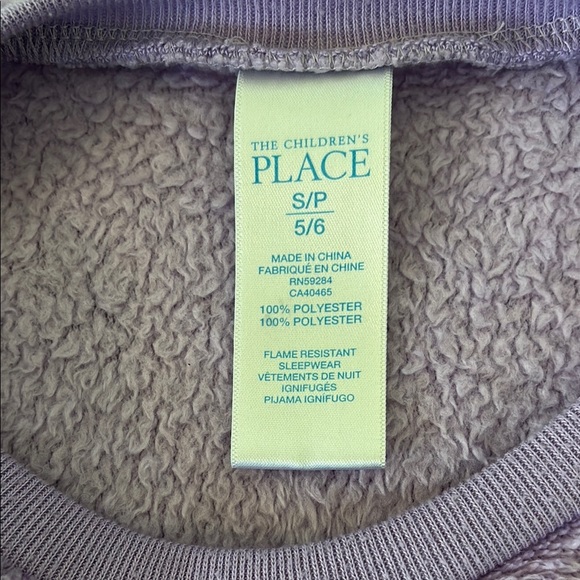 THE CHILDREN'S
PLACE
S/P
5/6
MADE IN CHINA
FABRIQUÉ EN CHINE
RN59284
CA40465
100% POLYESTER
100% POLYESTER
FLAME RESISTANT
SLEEPWEAR
VÊTEMENTS DE NUIT
IGNIFUGÉS
PIJAMA IGNÍFUGO